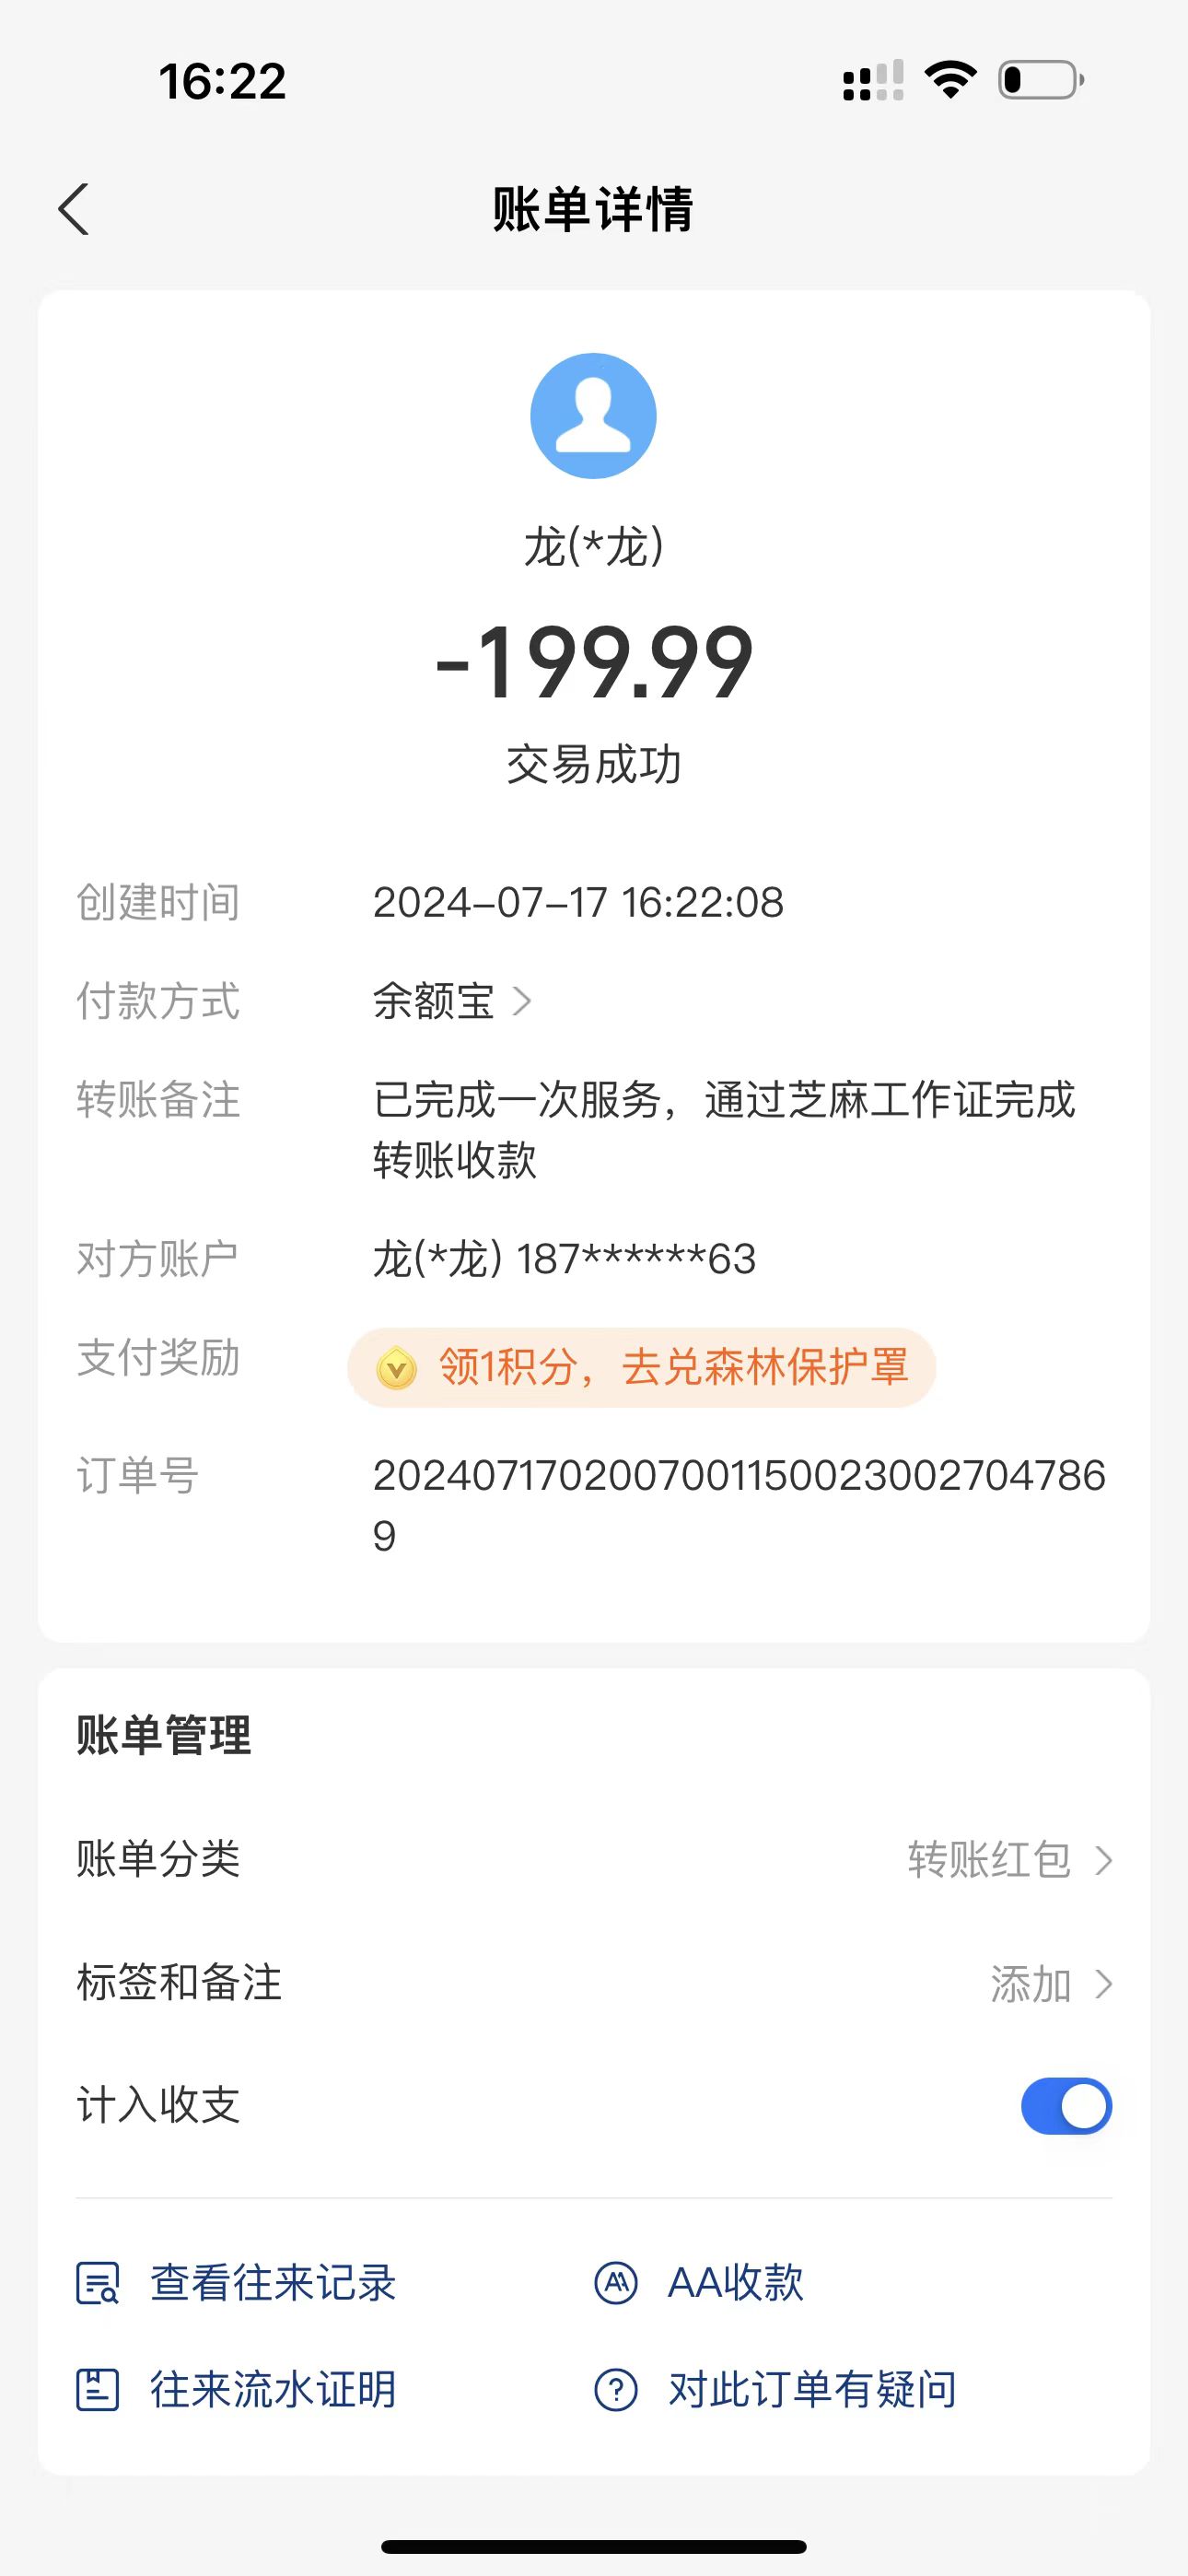 16:22
账单详情
龙(*龙)
-199.99
交易成功
创建时间 2024-07-17 16:22:08
付款方式 余额宝
转账备注 已完成一次服务，通过芝麻工作证完成
转账收款
对方账户 龙(*龙) 187******63
支付奖励 领1积分，去兑森林保护罩
订单号 2024071702007001150023002704786
9
账单管理
账单分类 转账红包
标签和备注 添加
计入收支
查看往来记录 AA收款
往来流水证明 对此订单有疑问